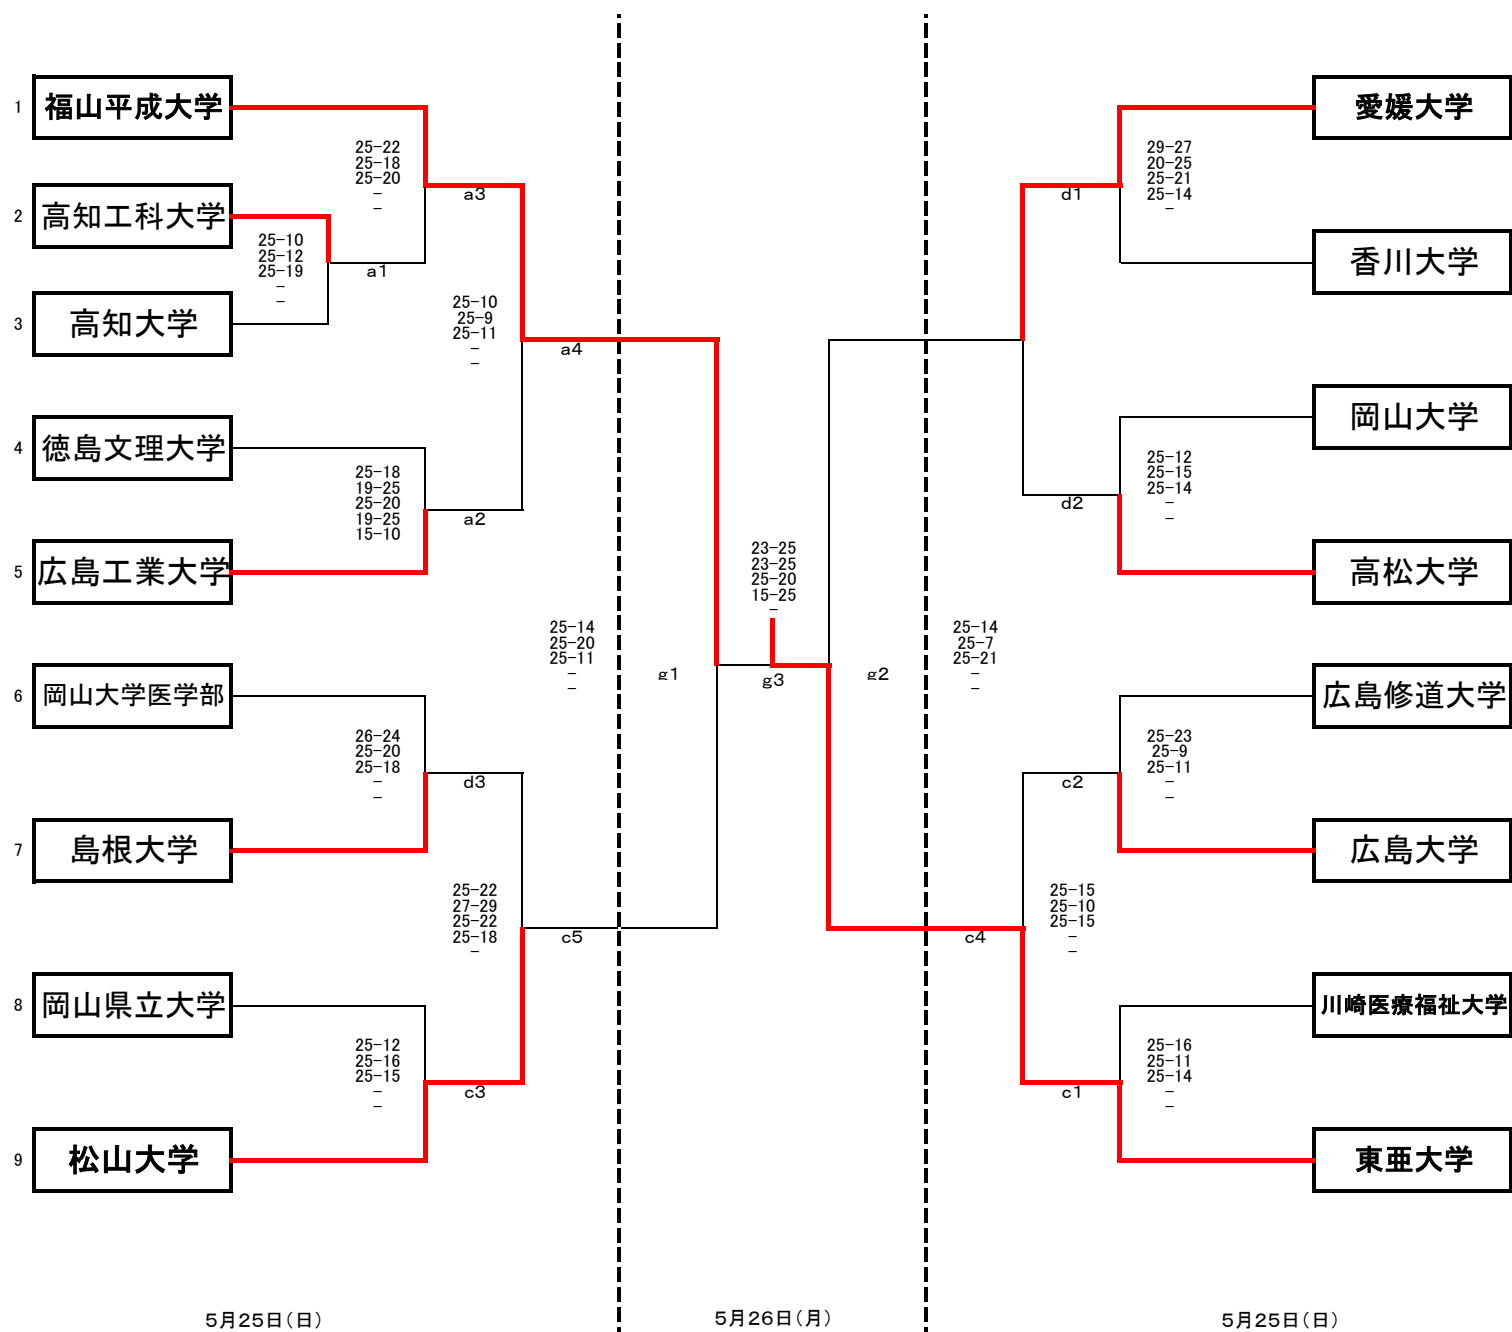 1
福山平成大学
25-22
25-18
25-20
-
-
a3
2
高知工科大学
25-10
25-12
25-19
-
-
a1
3
高知大学
25-10
25-9
25-11
-
-
a4
4
徳島文理大学
25-18
19-25
25-20
19-25
15-10
a2
5
広島工業大学
25-14
25-20
25-11
-
-
g1
6
岡山大学医学部
26-24
25-20
25-18
-
-
d3
7
島根大学
25-22
27-29
25-22
25-18
-
c5
8
岡山県立大学
25-12
25-16
25-15
-
-
c3
9
松山大学
23-25
23-25
25-20
15-25
-
g3
愛媛大学
29-27
20-25
25-21
25-14
-
d1
香川大学
岡山大学
25-12
25-15
25-14
-
-
d2
高松大学
g2
25-14
25-7
25-21
-
-
広島修道大学
25-23
25-9
25-11
-
-
c2
広島大学
25-15
25-10
25-15
-
-
c4
川崎医療福祉大学
25-16
25-11
25-14
-
-
c1
東亜大学
5月25日(日)
5月26日(月)
5月25日(日)